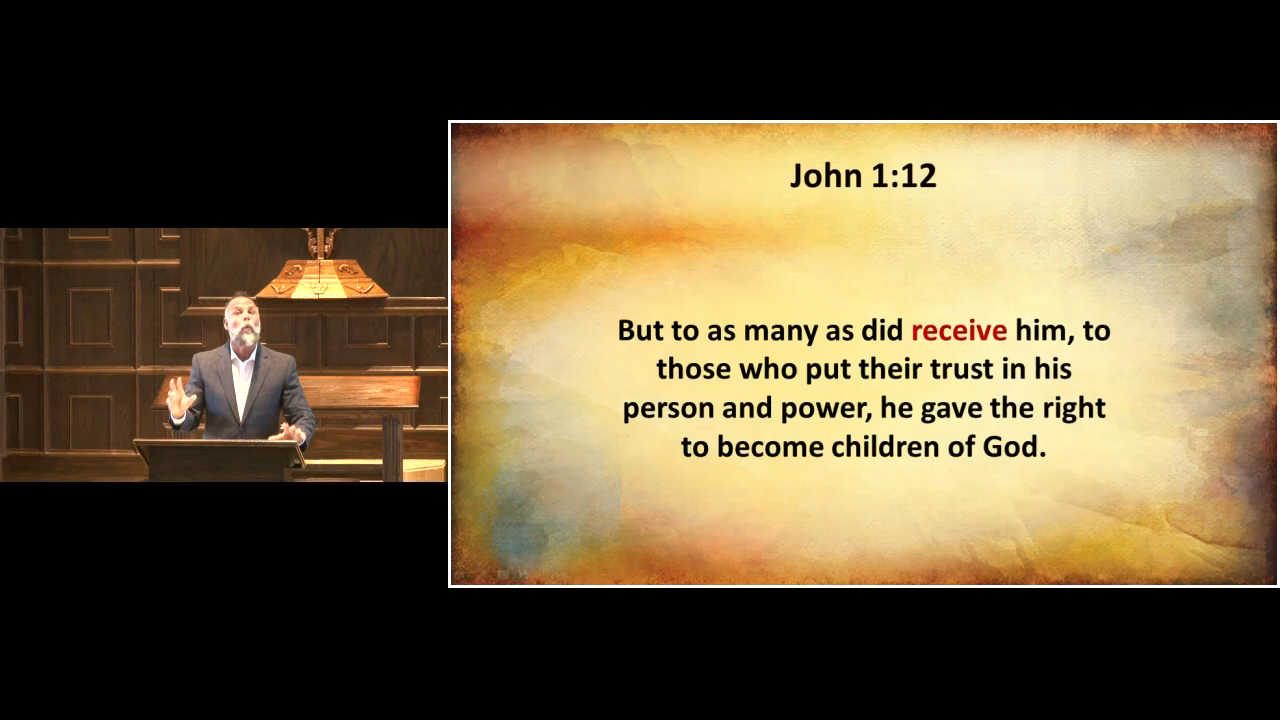 John 1:12
But to as many as did receive him, to
those who put their trust in his
person and power, he gave the right
to become children of God.